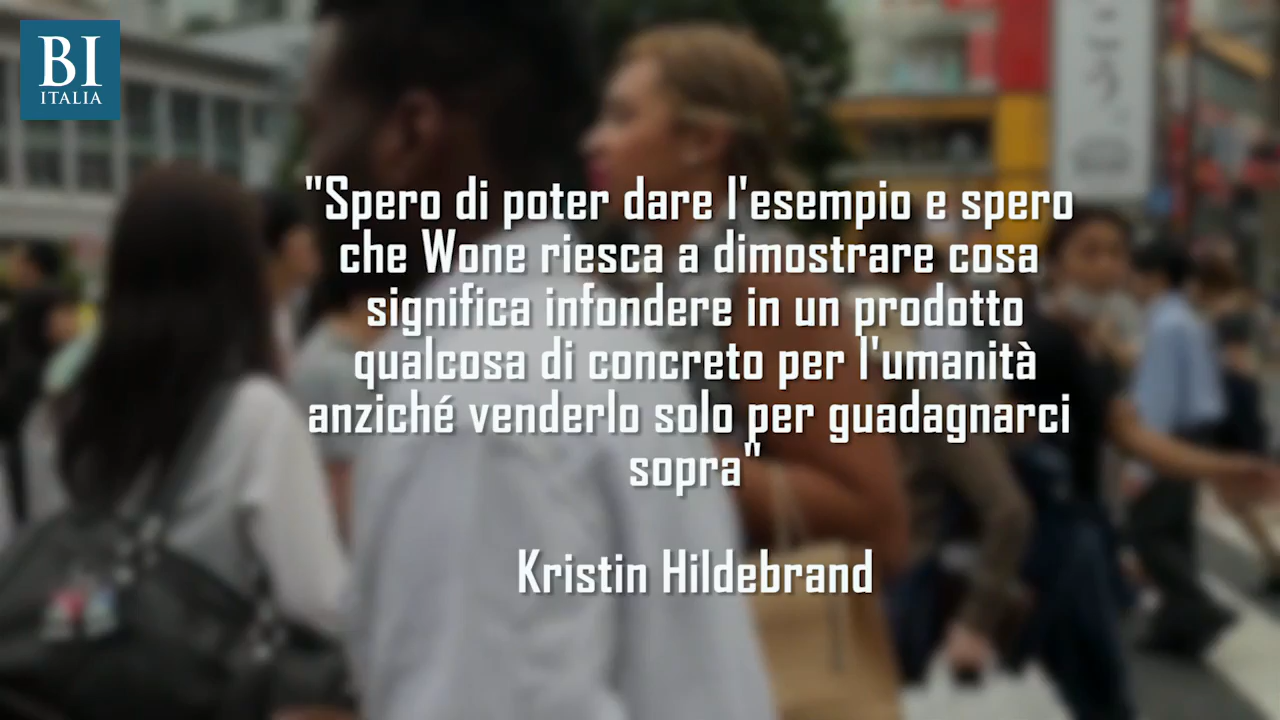 BI
ITALIA
"Spero di poter dare l'esempio e spero
che Wone riesca a dimostrare cosa
significa infondere in un prodotto
qualcosa di concreto per l'umanità
anziché venderlo solo per guadagnarci
sopra"
Kristin Hildebrand